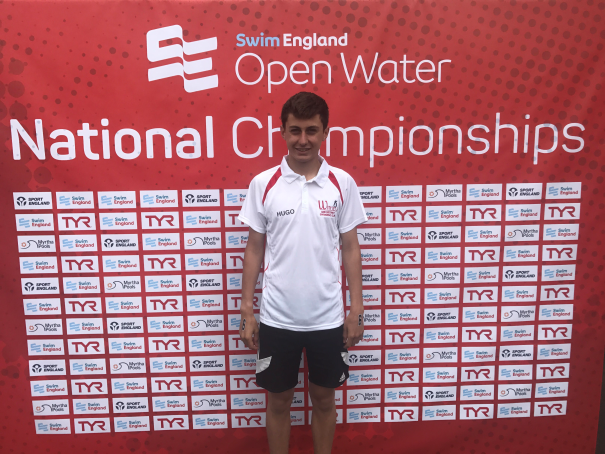 Swim England
Open Water
National Championships
HUGO
SPORT ENGLAND
Swim England
TYR
Myrtha Pools